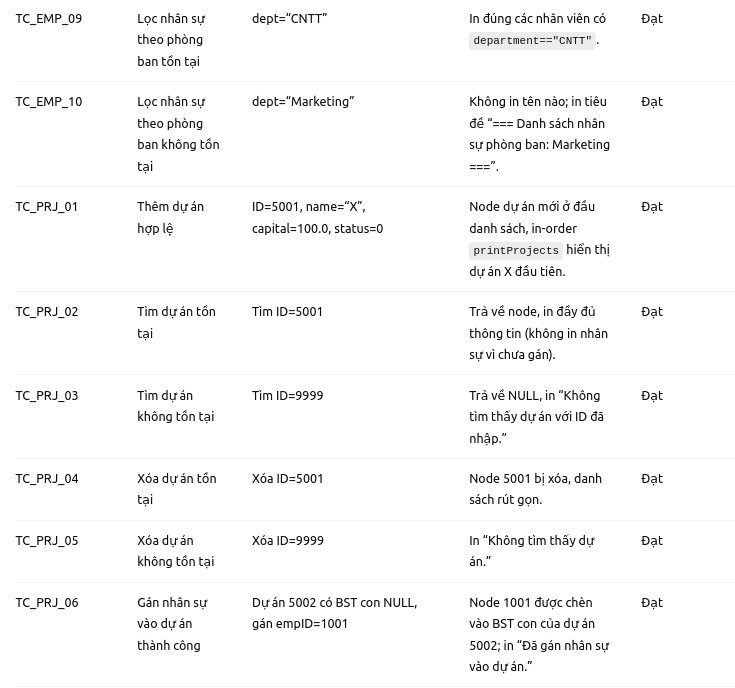 TC_EMP_09 Lọc nhân sự dept=“CNTT” In đúng các nhân viên có Đạt
theo phòng department=="CNTT" .
ban tồn tại
TC_EMP_10 Lọc nhân sự dept=“Marketing” Không in tên nào; in tiêu Đạt
theo phòng đề “=== Danh sách nhân
ban không tồn sự phòng ban: Marketing
tại ===”.
TC_PRJ_01 Thêm dự án ID=5001, name=“X”, Node dự án mới ở đầu Đạt
hợp lệ capital=100.0, status=0 danh sách, in-order
printProjects hiển thị
dự án X đầu tiên.
TC_PRJ_02 Tìm dự án tồn Tìm ID=5001 Trả về node, in đầy đủ Đạt
tại thông tin (không in nhân
sự vì chưa gán).
TC_PRJ_03 Tìm dự án Tìm ID=9999 Trả về NULL, in “Không Đạt
không tồn tại tìm thấy dự án với ID đã
nhập.”
TC_PRJ_04 Xóa dự án tồn Xóa ID=5001 Node 5001 bị xóa, danh Đạt
tại sách rút gọn.
TC_PRJ_05 Xóa dự án Xóa ID=9999 In “Không tìm thấy dự Đạt
không tồn tại án.”
TC_PRJ_06 Gán nhân sự Dự án 5002 có BST con NULL, Node 1001 được chèn Đạt
vào dự án gán empID=1001 vào BST con của dự án
thành công 5002; in “Đã gán nhân sự
vào dự án.”